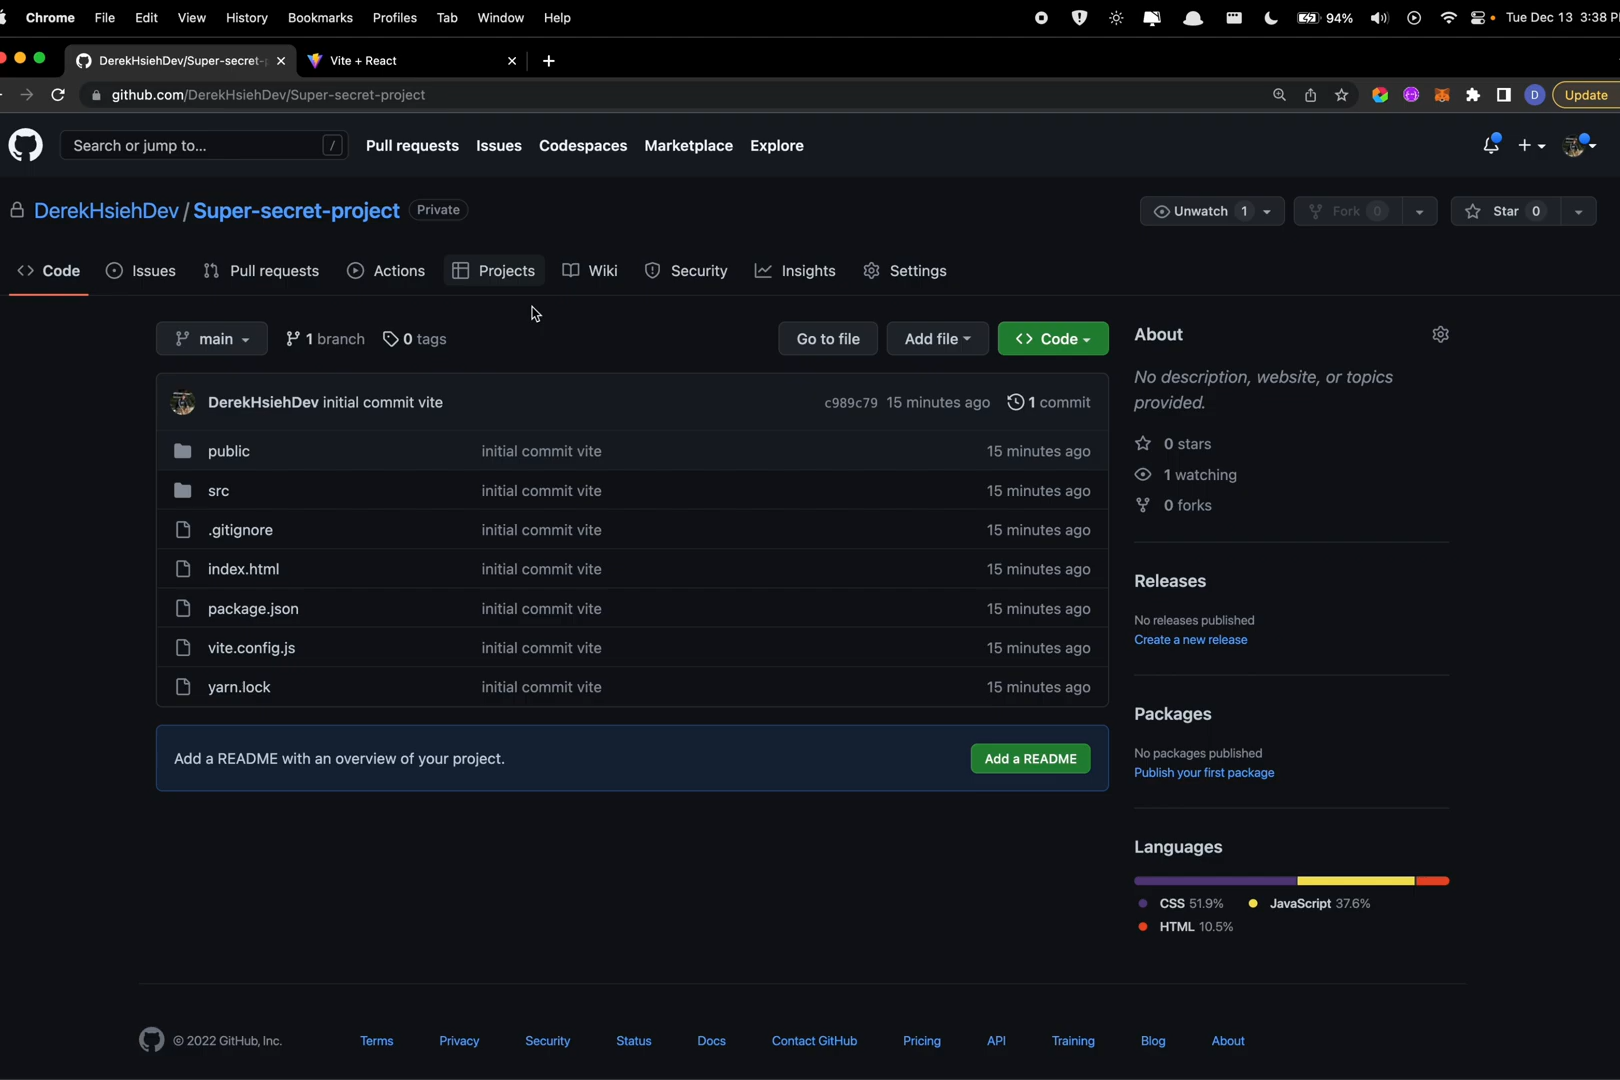 Chrome File Edit View History Bookmarks Profiles Tab Window Help 94% Tue Dec 13 3:38
DerekHsiehDev/Super-secret- Vite + React
github.com/DerekHsiehDev/Super-secret-project D Update
Search or jump to... / Pull requests Issues Codespaces Marketplace Explore
DerekHsiehDev / Super-secret-project Private Unwatch 1 Fork 0 Star 0
Code Issues Pull requests Actions Projects Wiki Security Insights Settings
main 1 branch 0 tags Go to file Add file Code
About
No description, website, or topics
provided.
DerekHsiehDev initial commit vite c989c79 15 minutes ago 1 commit
public initial commit vite 15 minutes ago
src initial commit vite 15 minutes ago
.gitignore initial commit vite 15 minutes ago
index.html initial commit vite 15 minutes ago
package.json initial commit vite 15 minutes ago
vite.config.js initial commit vite 15 minutes ago
yarn.lock initial commit vite 15 minutes ago
Add a README with an overview of your project. Add a README
0 stars
1 watching
0 forks
Releases
No releases published
Create a new release
Packages
No packages published
Publish your first package
Languages
CSS 51.9% JavaScript 37.6%
HTML 10.5%
© 2022 GitHub, Inc. Terms Privacy Security Status Docs Contact GitHub Pricing API Training Blog About